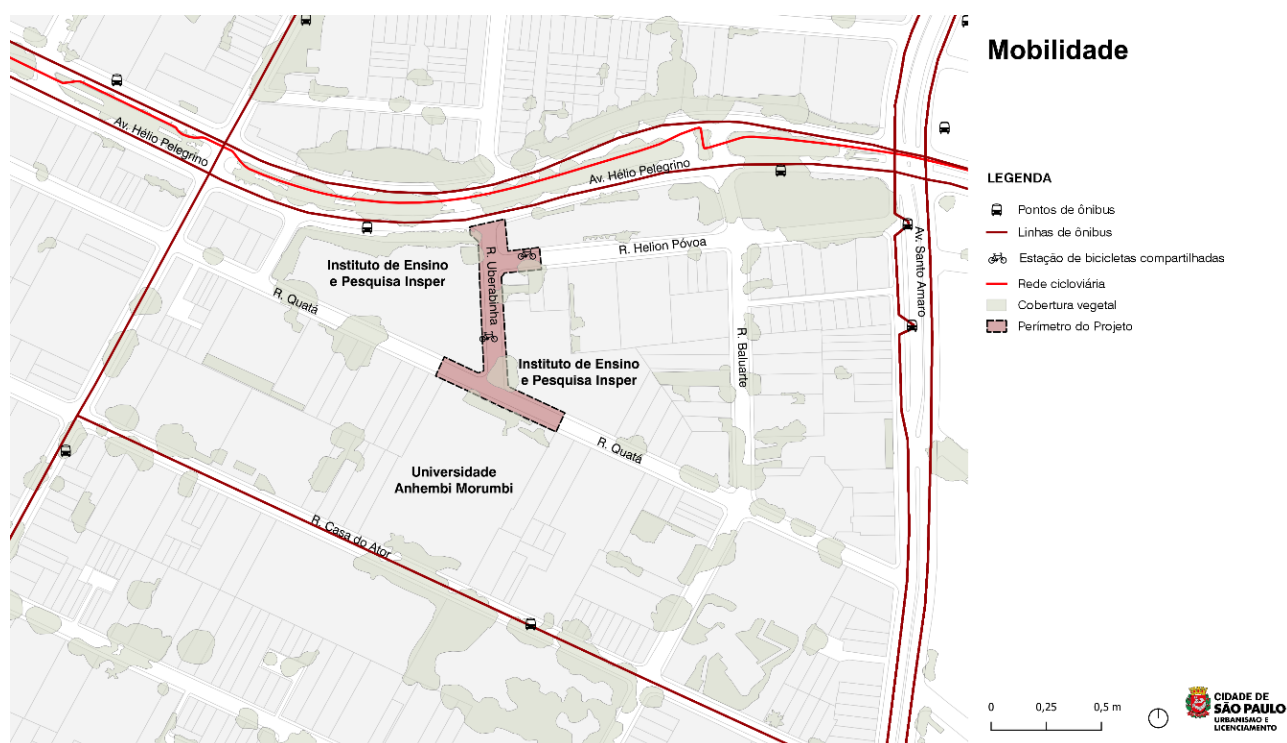 Mobilidade
Av. Hélio Pelegrino
Av. Hélio Pelegrino
R. Helion Póvoa
R. Uberabinha
Instituto de Ensino
e Pesquisa Insper
R. Quatá
Av. Santo Amaro
R. Baluarte
Instituto de Ensino
e Pesquisa Insper
R. Quatá
Universidade
Anhembi Morumbi
R. Casa do Ator
LEGENDA
Pontos de ônibus
Linhas de ônibus
Estação de bicicletas compartilhadas
Rede cicloviária
Cobertura vegetal
Perímetro do Projeto
0 0,25 0,5 m
CIDADE DE
SÃO PAULO
URBANISMO E
LICENCIAMENTO